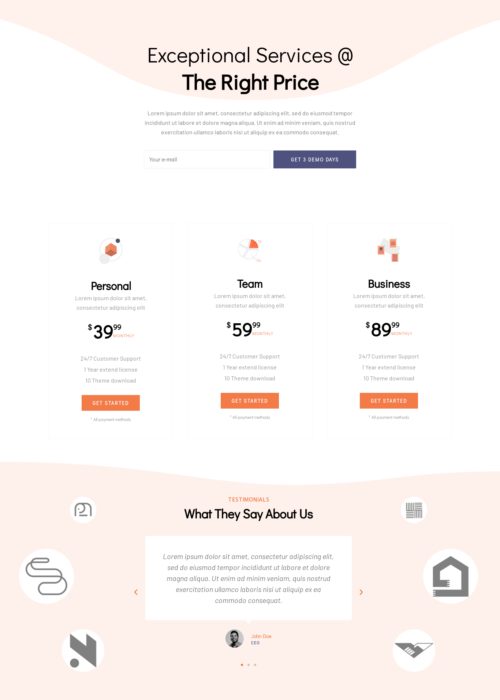 Exceptional Services @
The Right Price
Lorem ipsum dolor sit amet, consectetur adipiscing elit, sed do eiusmod tempor
incididunt ut labore et dolore magna aliqua. Ut enim ad minim veniam, quis nostrud
exercitation ullamco laboris nisi ut aliquip ex ea commodo consequat.
Your e-mail
GET 3 DEMO DAYS
Personal
Lorem ipsum dolor sit amet,
consectetur adipiscing elit
$39.99 MONTHLY
24/7 Customer Support
1 Year extend license
10 Theme download
GET STARTED
* All payment methods
Team
Lorem ipsum dolor sit amet,
consectetur adipiscing elit
$59.99 MONTHLY
24/7 Customer Support
1 Year extend license
10 Theme download
GET STARTED
* All payment methods
Business
Lorem ipsum dolor sit amet,
consectetur adipiscing elit
$89.99 MONTHLY
24/7 Customer Support
1 Year extend license
10 Theme download
GET STARTED
* All payment methods
TESTIMONIALS
What They Say About Us
Lorem ipsum dolor sit amet, consectetur adipiscing elit,
sed do eiusmod tempor incididunt ut labore et dolore
magna aliqua. Ut enim ad minim veniam, quis nostrud
exercitation ullamco laboris nisi ut aliquip ex ea
commodo consequat.
John Doe
CEO